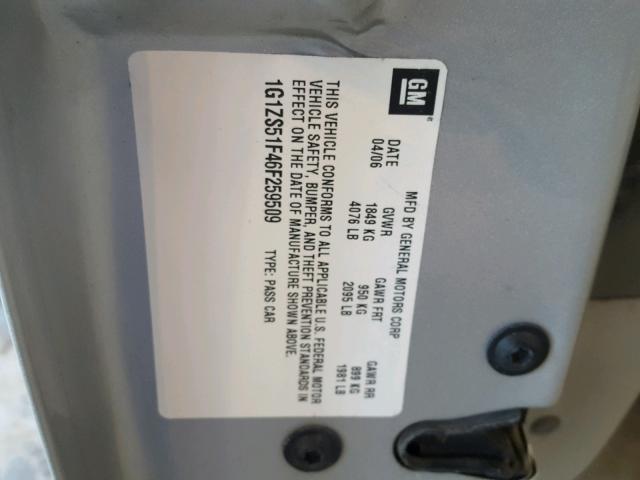 GM
MFD BY GENERAL MOTORS CORP
DATE GVWR GAWR FRT GAWR RR
04/06 1849 KG 950 KG 899 KG
4076 LB 2095 LB 1981 LB
THIS VEHICLE CONFORMS TO ALL APPLICABLE U.S. FEDERAL MOTOR
VEHICLE SAFETY, BUMPER, AND THEFT PREVENTION STANDARDS IN
EFFECT ON THE DATE OF MANUFACTURE SHOWN ABOVE.
1G1ZS51F46F259509 TYPE: PASS CAR